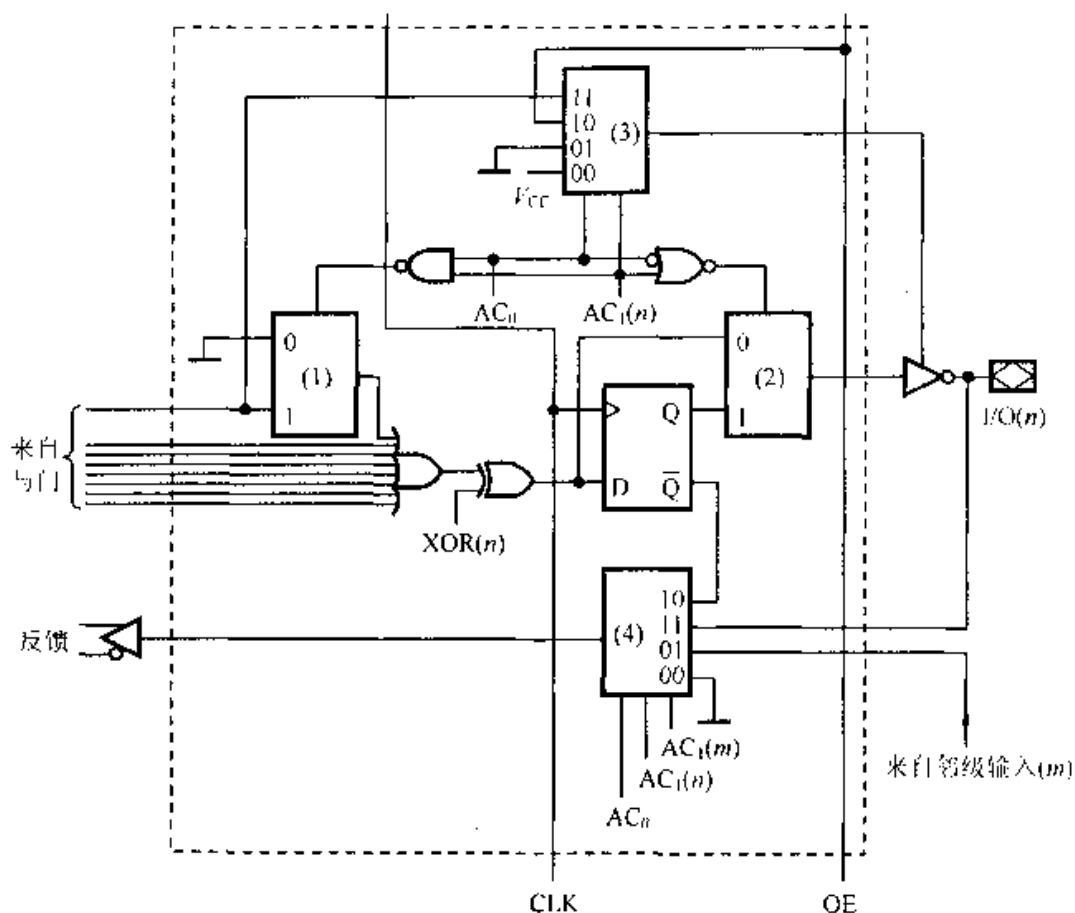 11
10
01
00
(3)
V_CC
AC₀
AC₁(n)
0
(1)
1
0
(2)
1
Q
D
Q̅
I/O(n)
来自
与门
XOR(n)
10
11
01
00
(4)
反馈
AC₁(m)
AC₁(n)
AC₀
来自邻级输入(m)
CLK
OE